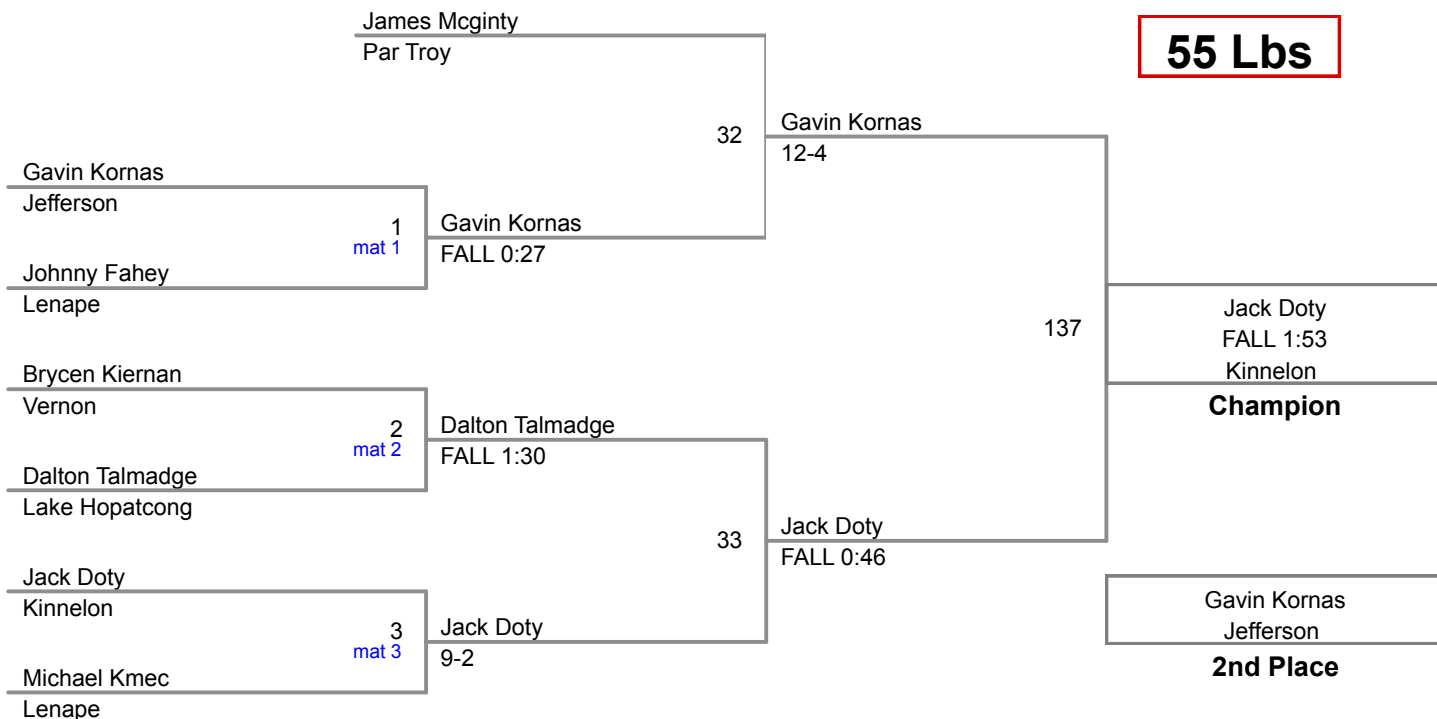 James Mcginty
Par Troy
55 Lbs
32
Gavin Kornas
12-4
Gavin Kornas
Jefferson
1
mat 1
Gavin Kornas
FALL 0:27
Johnny Fahey
Lenape
137
Jack Doty
FALL 1:53
Kinnelon
Champion
Brycen Kiernan
Vernon
2
mat 2
Dalton Talmadge
FALL 1:30
Dalton Talmadge
Lake Hopatcong
33
Jack Doty
FALL 0:46
Jack Doty
Kinnelon
3
mat 3
Jack Doty
9-2
Gavin Kornas
Jefferson
2nd Place
Michael Kmec
Lenape